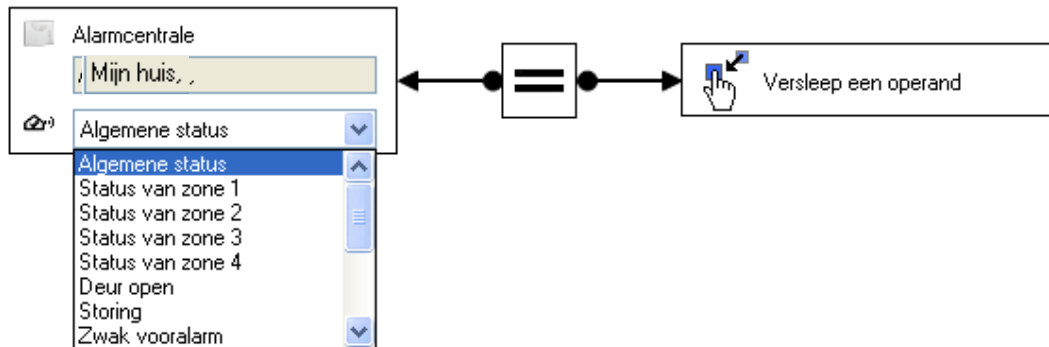 Alarmcentrale
Mijn huis, ,
Algemene status
Algemene status
Status van zone 1
Status van zone 2
Status van zone 3
Status van zone 4
Deur open
Storing
Zwak vooralarm
=
Versleep een operand